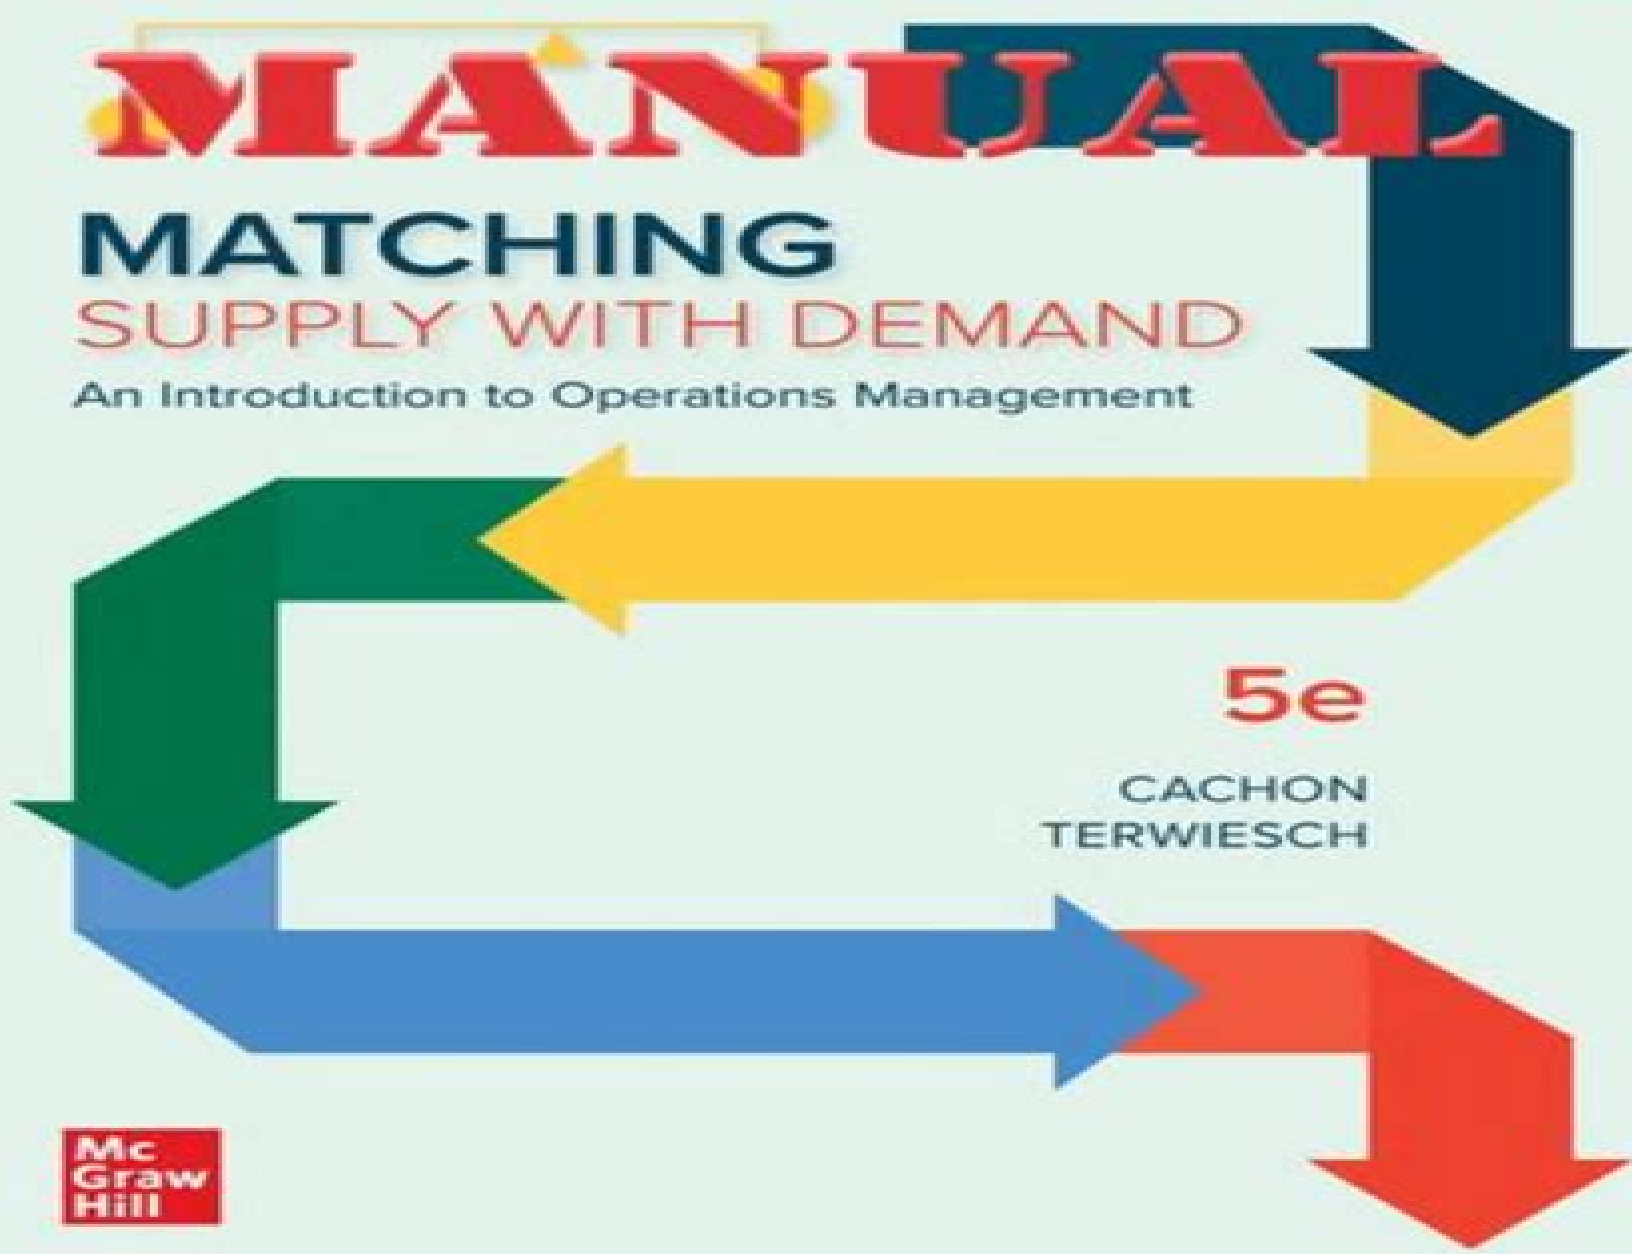 MANUAL
MATCHING
SUPPLY WITH DEMAND
An Introduction to Operations Management
5e
CACHON
TERWIESCH
Mc
Graw
Hill